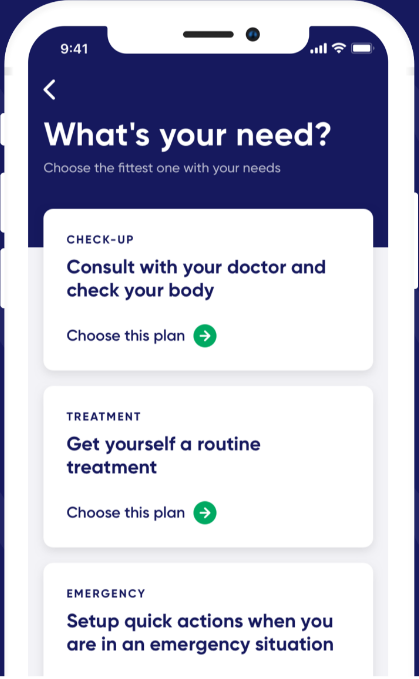 9:41
What's your need?
Choose the fittest one with your needs
CHECK-UP
Consult with your doctor and
check your body
Choose this plan
TREATMENT
Get yourself a routine
treatment
Choose this plan
EMERGENCY
Setup quick actions when you
are in an emergency situation